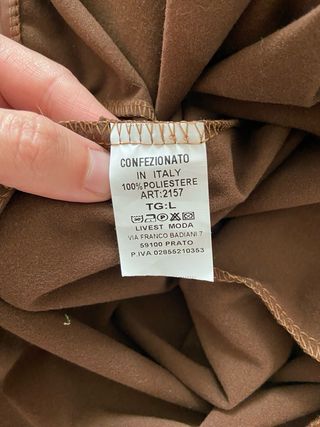 CONFEZIONATO
IN ITALY
100% POLIESTERE
ART:2157
TG:L
LIVEST MODA
VIA FRANCO BADIANI 7
59100 PRATO
P.IVA 02855210353